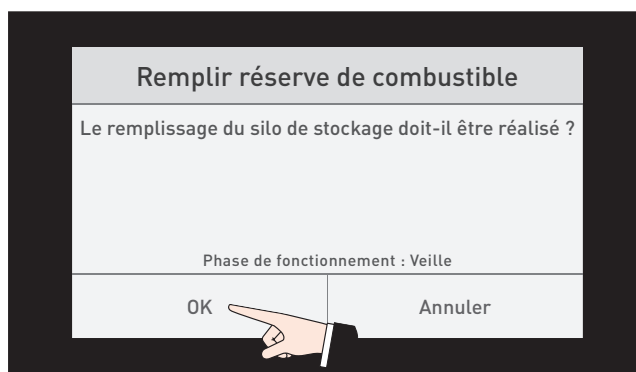 Remplir réserve de combustible
Le remplissage du silo de stockage doit-il être réalisé ?
Phase de fonctionnement : Veille
OK
Annuler